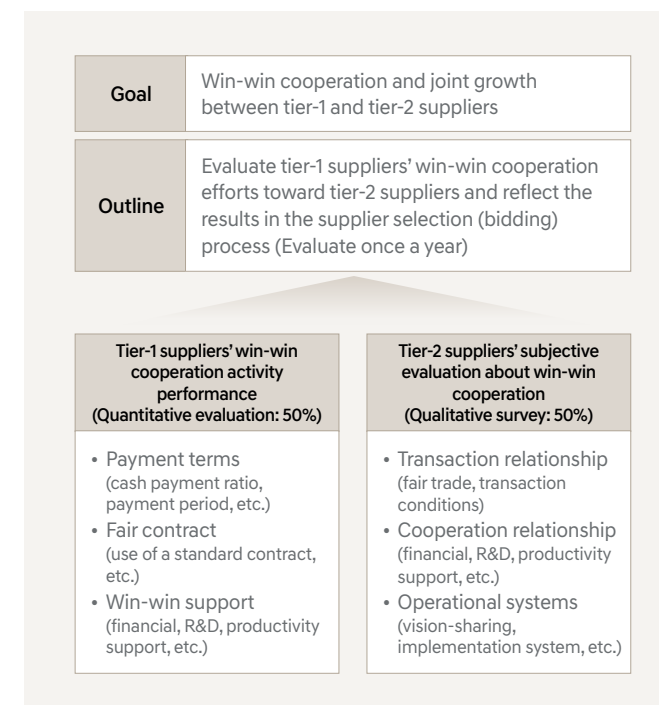 Goal
Win-win cooperation and joint growth
between tier-1 and tier-2 suppliers
Outline
Evaluate tier-1 suppliers’ win-win cooperation
efforts toward tier-2 suppliers and reflect the
results in the supplier selection (bidding)
process (Evaluate once a year)
Tier-1 suppliers’ win-win
cooperation activity
performance
(Quantitative evaluation: 50%)
• Payment terms
(cash payment ratio,
payment period, etc.)
• Fair contract
(use of a standard contract,
etc.)
• Win-win support
(financial, R&D, productivity
support, etc.)
Tier-2 suppliers’ subjective
evaluation about win-win
cooperation
(Qualitative survey: 50%)
• Transaction relationship
(fair trade, transaction
conditions)
• Cooperation relationship
(financial, R&D, productivity
support, etc.)
• Operational systems
(vision-sharing,
implementation system, etc.)